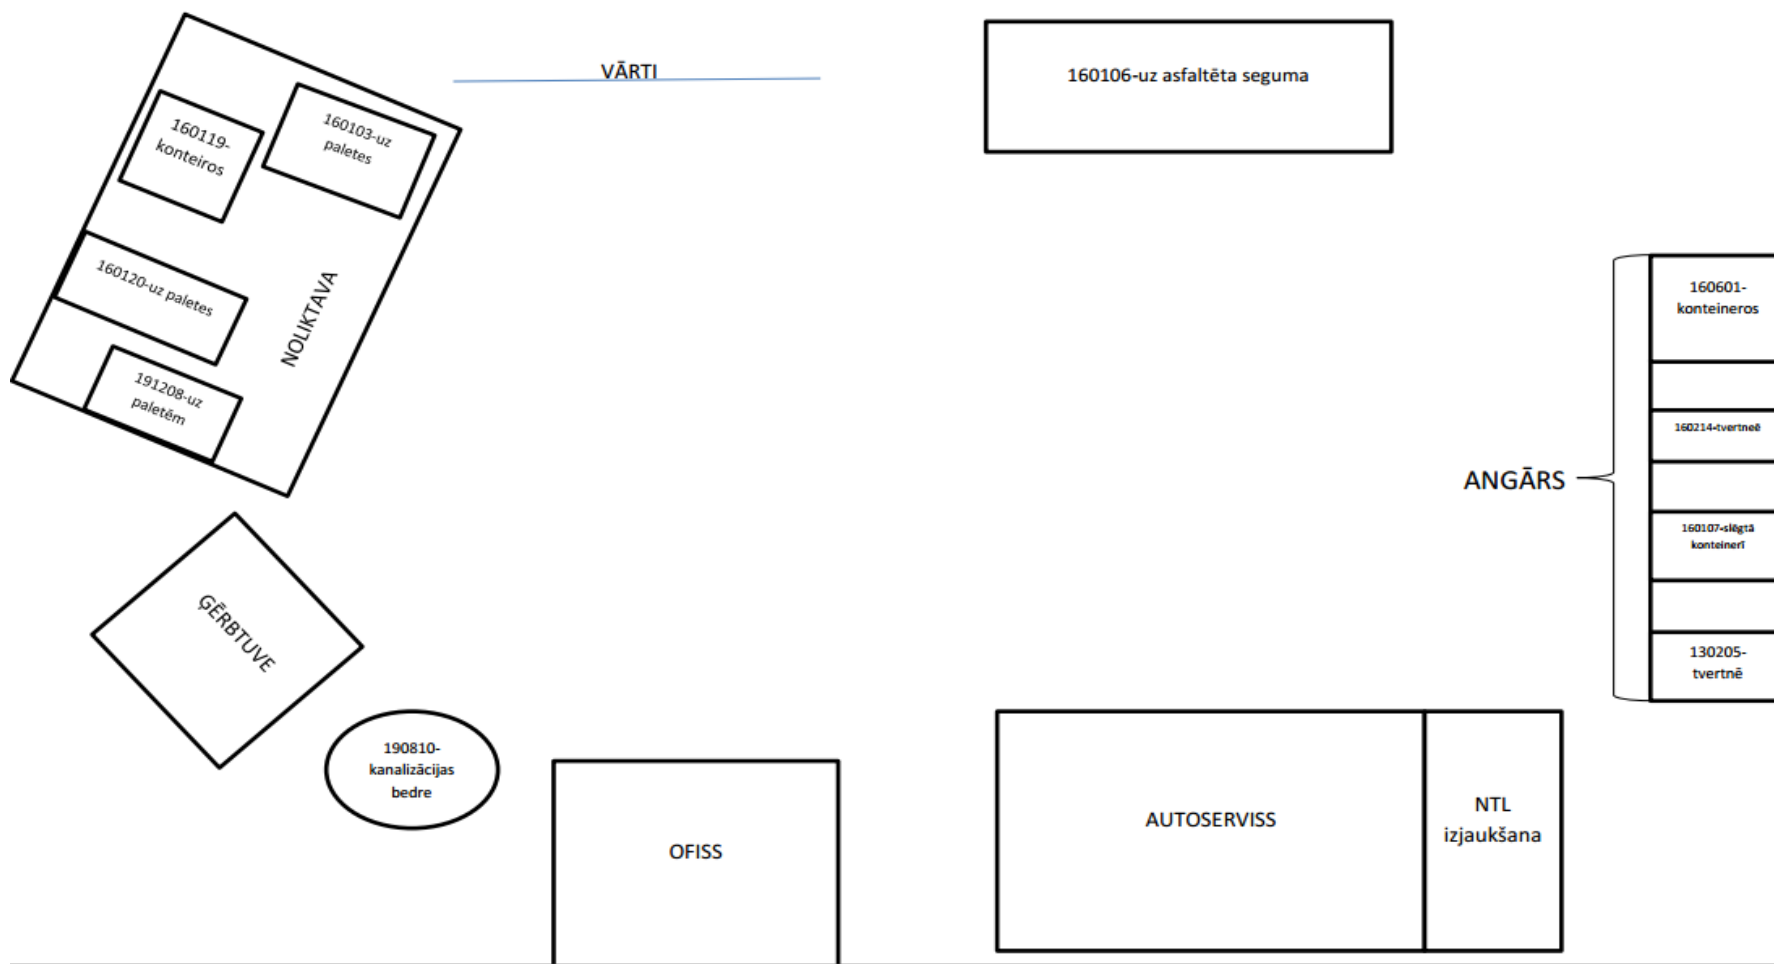 VĀRTI
160106-uz asfaltēta seguma
160119-
konteiros
160103-uz
paletes
160120-uz paletes
191208-uz
paletēm
NOLIKTAVA
160601-
konteineros
160214-tvertneē
ANGĀRS
160107-slēgtā
konteinerī
130205-
tvertnē
ĢĒRBTUVE
190810-
kanalizācijas
bedre
OFISS
AUTOSERVISS
NTL
izjaukšana